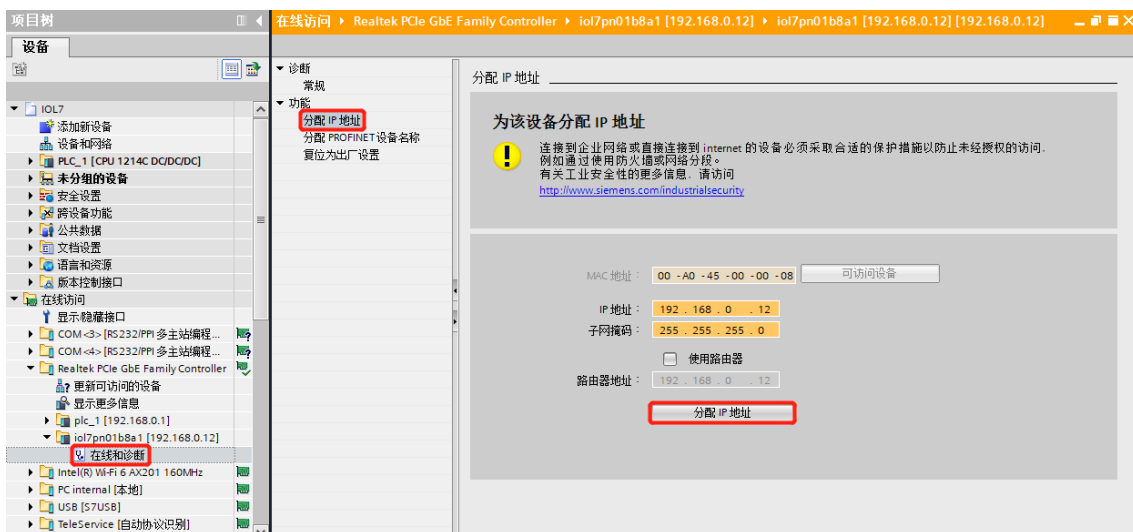 项目树
在线访问 ▸ Realtek PCIe GbE Family Controller ▸ iol7pn01b8a1 [192.168.0.12] ▸ iol7pn01b8a1 [192.168.0.12] [192.168.0.12]
设备
IOL7
添加新设备
设备和网络
PLC_1 [CPU 1214C DC/DC/DC]
未分组的设备
安全设置
跨设备功能
公共数据
文档设置
语言和资源
版本控制接口
在线访问
显示/隐藏接口
COM <3> [RS232/PPI 多主站编程...
COM <4> [RS232/PPI 多主站编程...
Realtek PCIe GbE Family Controller
更新可访问的设备
显示更多信息
plc_1 [192.168.0.1]
iol7pn01b8a1 [192.168.0.12]
在线和诊断
Intel(R) Wi-Fi 6 AX201 160MHz
PC internal [本地]
USB [S7USB]
TeleService [自动协议识别]
诊断
常规
功能
分配 IP 地址
分配 PROFINET 设备名称
复位为出厂设置
分配 IP 地址
为该设备分配 IP 地址
连接到企业网络或直接连接到 internet 的设备必须采取合适的保护措施以防止未经授权的访问.
例如通过使用防火墙或网络分段。
有关工业安全性的更多信息. 请访问
http://www.siemens.com/industrialsecurity
MAC 地址： 00 -A0 -45 -00 -00 -08 可访问设备
IP 地址： 192 . 168 . 0 . 12
子网掩码： 255 . 255 . 255 . 0
使用路由器
路由器地址： 192 . 168 . 0 . 12
分配 IP 地址